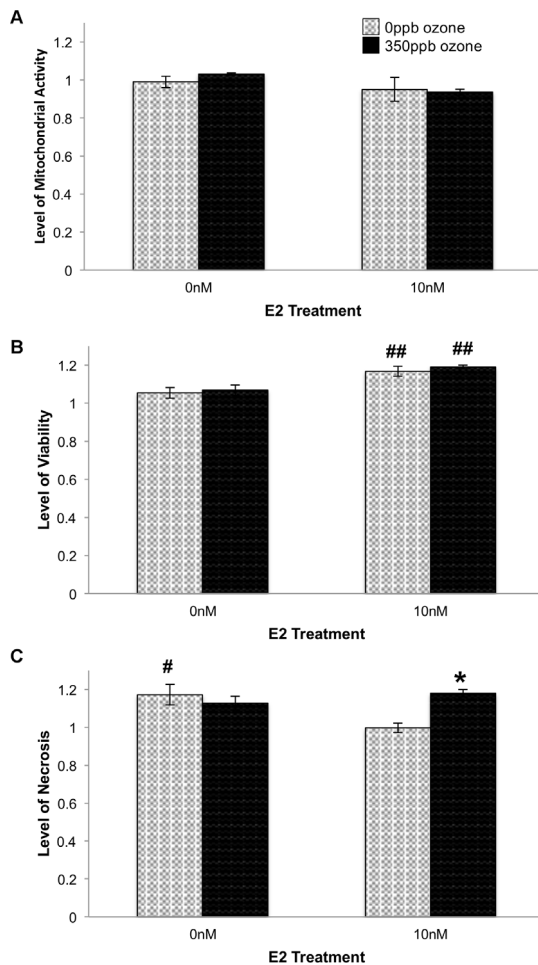 A
0ppb ozone
350ppb ozone
Level of Mitochondrial Activity
1.2
1
0.8
0.6
0.4
0.2
0
0nM
10nM
E2 Treatment
B
##
##
Level of Viability
1.2
1
0.8
0.6
0.4
0.2
0
0nM
10nM
E2 Treatment
C
#
*
Level of Necrosis
1.2
1
0.8
0.6
0.4
0.2
0
0nM
10nM
E2 Treatment